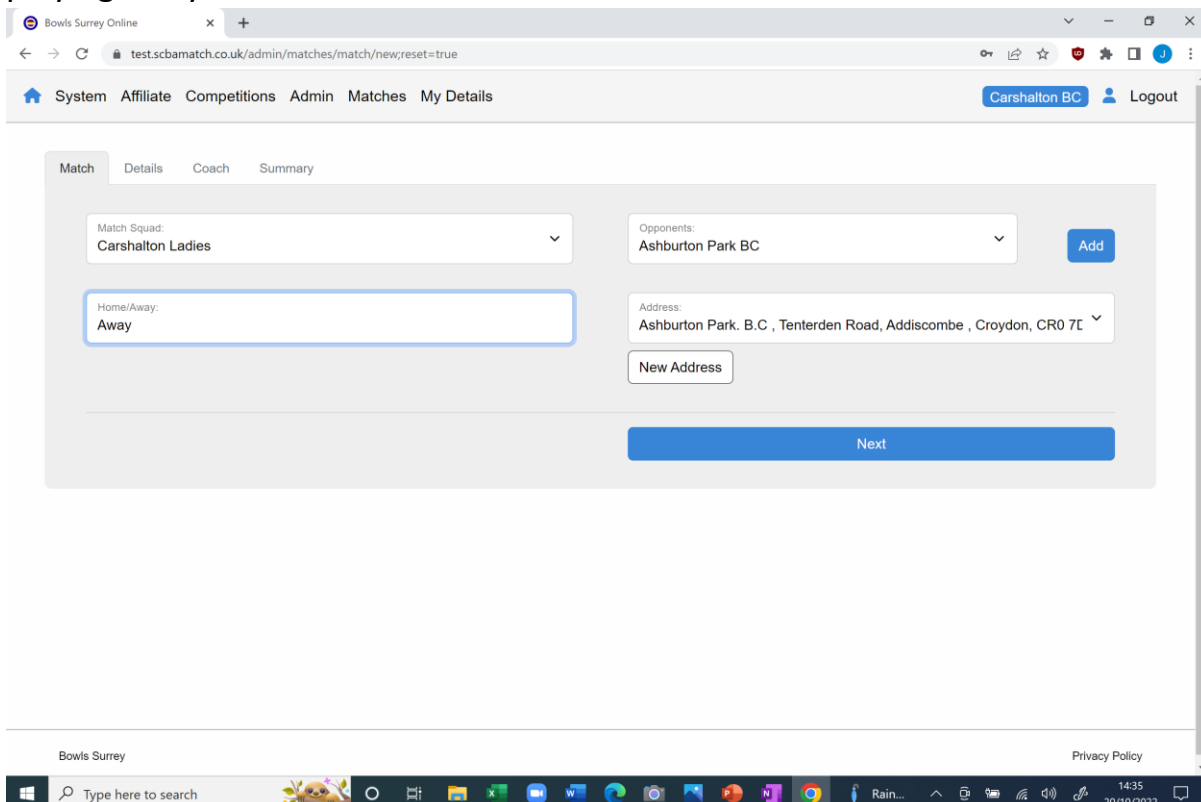 Bowls Surrey Online
test.scbamatch.co.uk/admin/matches/match/new;reset=true
System Affiliate Competitions Admin Matches My Details Carshalton BC Logout
Match Details Coach Summary
Match Squad: Opponents:
Carshalton Ladies Ashburton Park BC Add
Home/Away: Address:
Away Ashburton Park. B.C , Tenterden Road, Addiscombe , Croydon, CR0 7
New Address
Next
Bowls Surrey Privacy Policy
Type here to search Rain... 14:35